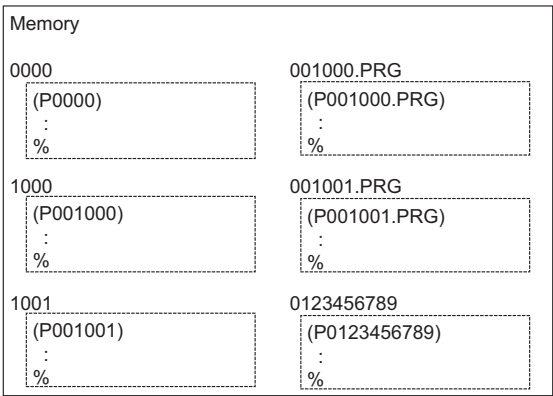 Memory
0000
(P0000)
:
%
1000
(P001000)
:
%
1001
(P001001)
:
%
001000.PRG
(P001000.PRG)
:
%
001001.PRG
(P001001.PRG)
:
%
0123456789
(P0123456789)
:
%